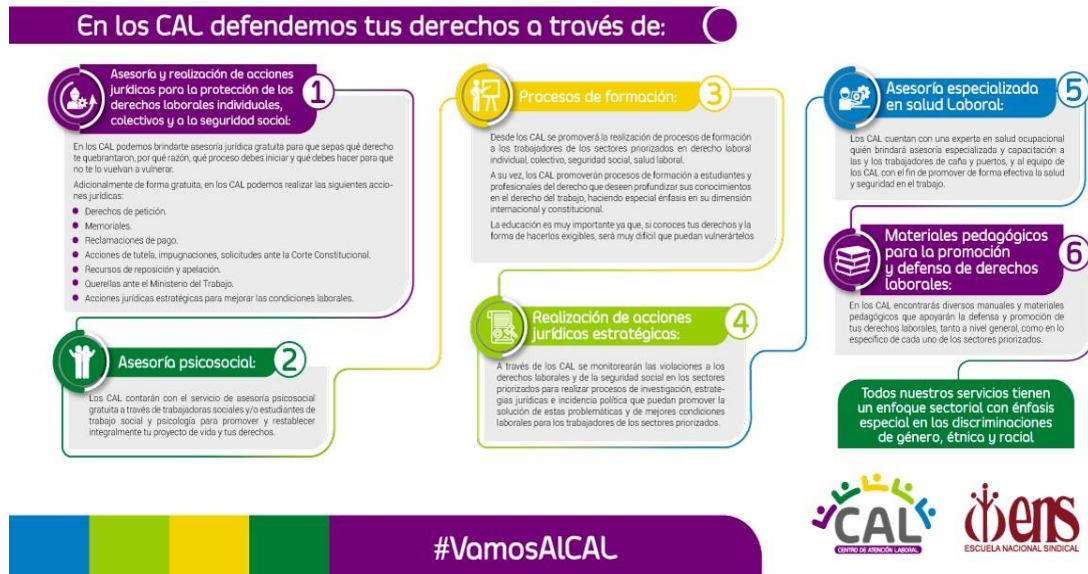 En los CAL defendemos tus derechos a través de:
Asesoría y realización de acciones
jurídicas para la protección de los
derechos laborales individuales,
colectivos y a la seguridad social:
1
En los CAL podemos brindarte asesoría jurídica gratuita para que sepas qué derecho
te quebrantaron, por qué razón, qué proceso debes iniciar y qué debes hacer para que
no te lo vuelvan a vulnerar.
Adicionalmente de forma gratuita, en los CAL podemos realizar las siguientes accio-
nes jurídicas:
Derechos de petición.
Memoriales.
Reclamaciones de pago.
Acciones de tutela, impugnaciones, solicitudes ante la Corte Constitucional.
Recursos de reposición y apelación.
Querellas ante el Ministerio del Trabajo.
Acciones jurídicas estratégicas para mejorar las condiciones laborales.
Asesoría psicosocial:
2
Los CAL contarán con el servicio de asesoría psicosocial
gratuita a través de trabajadoras sociales y/o estudiantes de
trabajo social y psicología para promover y restablecer
integralmente tu proyecto de vida y tus derechos.
Procesos de formación:
3
Desde los CAL se promoverá la realización de procesos de formación
a los trabajadores de los sectores priorizados en derecho laboral
individual, colectivo, seguridad social, salud laboral.
A su vez, los CAL promoverán procesos de formación a estudiantes y
profesionales del derecho que deseen profundizar sus conocimientos
en el derecho del trabajo, haciendo especial énfasis en su dimensión
internacional y constitucional.
La educación es muy importante ya que, si conoces tus derechos y la
forma de hacerlos exigibles, será muy difícil que puedan vulnerártelos
Realización de acciones
jurídicas estratégicas:
4
A través de los CAL se monitorearán las violaciones a los
derechos laborales y de la seguridad social en los sectores
priorizados para realizar procesos de investigación, estrate-
gias jurídicas e incidencia política que puedan promover la
solución de estas problemáticas y de mejores condiciones
laborales para los trabajadores de los sectores priorizados.
Asesoría especializada
en salud Laboral:
5
Los CAL cuentan con una experta en salud ocupacional
quién brindará asesoría especializada y capacitación a
las y los trabajadores de caña y puertos, y al equipo de
los CAL con el fin de promover de forma efectiva la salud
y seguridad en el trabajo.
Materiales pedagógicos
para la promoción
y defensa de derechos
laborales:
6
En los CAL encontrarás diversos manuales y materiales
pedagógicos que apoyarán la defensa y promoción de
tus derechos laborales, tanto a nivel general, como en lo
específico de cada uno de los sectores priorizados.
Todos nuestros servicios tienen
un enfoque sectorial con énfasis
especial en las discriminaciones
de género, étnica y racial
#VamosAlCAL
CAL
CENTRO DE ATENCIÓN LABORAL
ens
ESCUELA NACIONAL SINDICAL